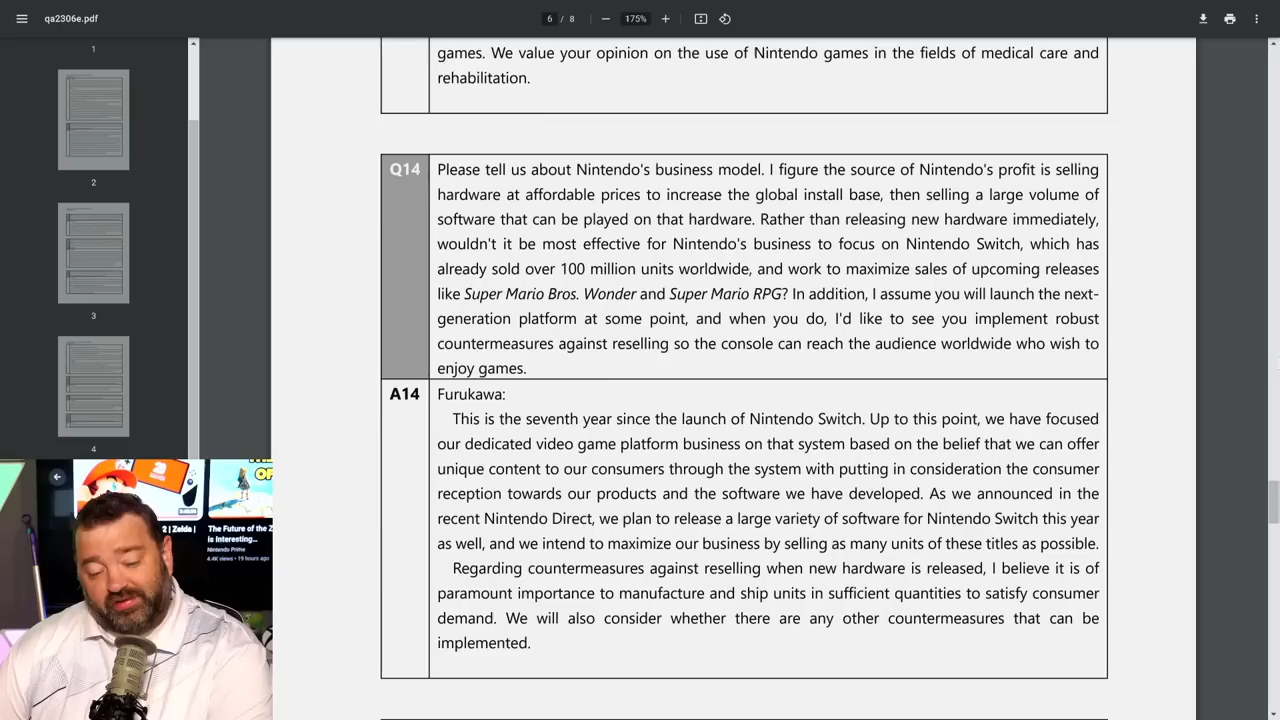 qa2306e.pdf
6 / 8
175%
1
2
3
4
games. We value your opinion on the use of Nintendo games in the fields of medical care and
rehabilitation.
Q14
Please tell us about Nintendo's business model. I figure the source of Nintendo's profit is selling
hardware at affordable prices to increase the global install base, then selling a large volume of
software that can be played on that hardware. Rather than releasing new hardware immediately,
wouldn't it be most effective for Nintendo's business to focus on Nintendo Switch, which has
already sold over 100 million units worldwide, and work to maximize sales of upcoming releases
like Super Mario Bros. Wonder and Super Mario RPG? In addition, I assume you will launch the next-
generation platform at some point, and when you do, I'd like to see you implement robust
countermeasures against reselling so the console can reach the audience worldwide who wish to
enjoy games.
A14
Furukawa:
This is the seventh year since the launch of Nintendo Switch. Up to this point, we have focused
our dedicated video game platform business on that system based on the belief that we can offer
unique content to our consumers through the system with putting in consideration the consumer
reception towards our products and the software we have developed. As we announced in the
recent Nintendo Direct, we plan to release a large variety of software for Nintendo Switch this year
as well, and we intend to maximize our business by selling as many units of these titles as possible.
Regarding countermeasures against reselling when new hardware is released, I believe it is of
paramount importance to manufacture and ship units in sufficient quantities to satisfy consumer
demand. We will also consider whether there are any other countermeasures that can be
implemented.
2 | Zelda |
The Future of the Z
is Interesting...
Nintendo Prime
4.4K views • 19 hours ago